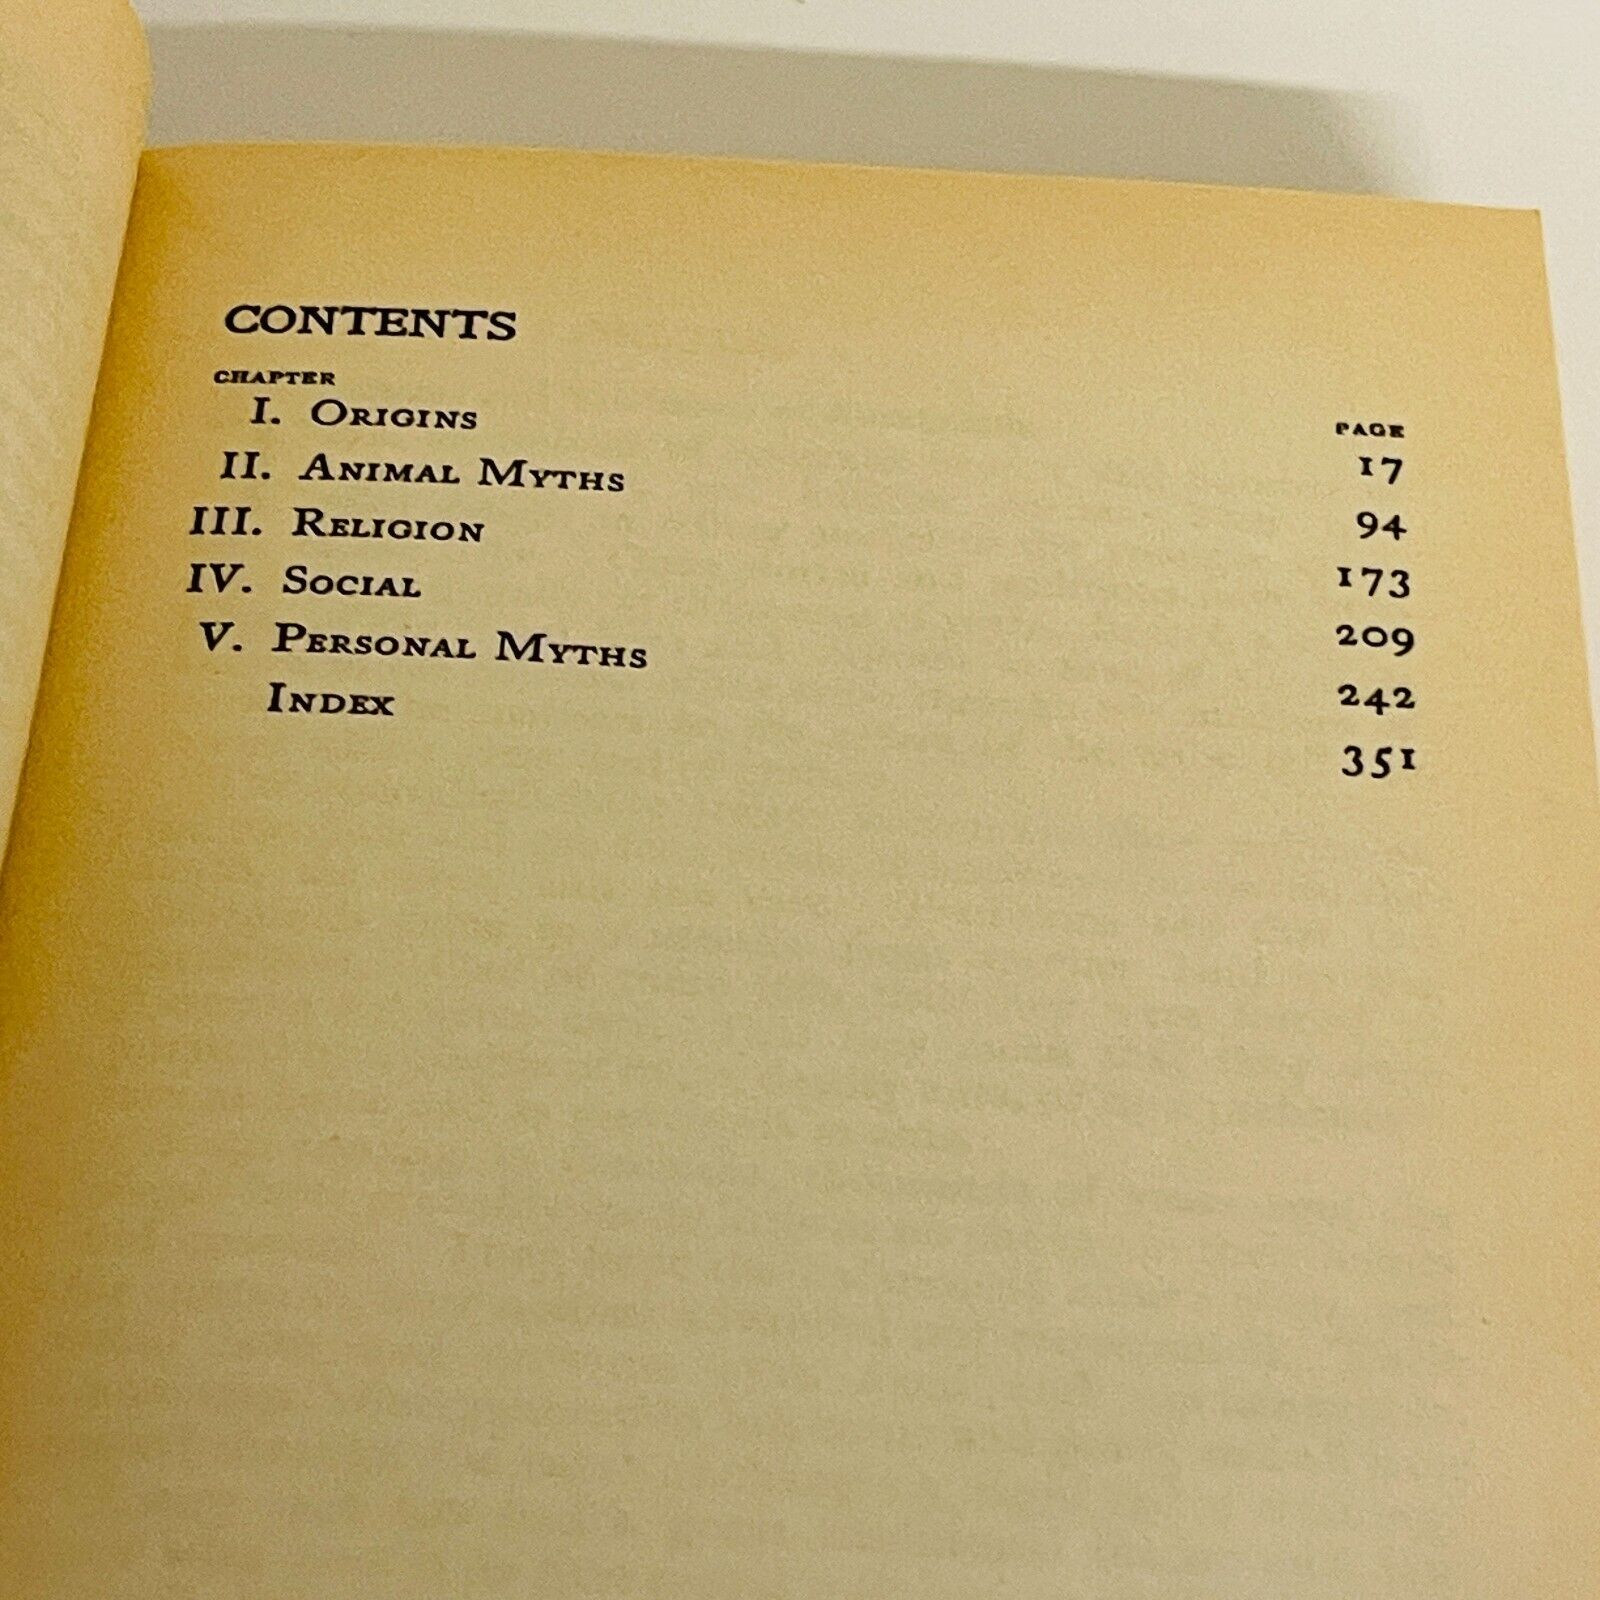 CONTENTS
CHAPTER PAGE
I. ORIGINS 17
II. ANIMAL MYTHS 94
III. RELIGION 173
IV. SOCIAL 209
V. PERSONAL MYTHS 242
INDEX 351